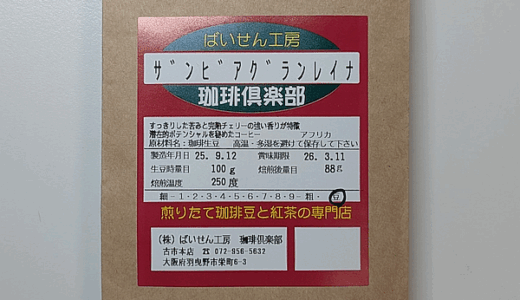 ばいせん工房
ｻﾞﾝﾋﾞｱｸﾞﾗﾝﾚｲﾅ
珈琲倶楽部
すっきりした苦みと完熟チェリーの強い香りが特徴
潜在的ポテンシャルを秘めたコーヒー アフリカ
原材料名：珈琲生豆 高温・多湿を避けて保存して下さい
製造年月日 25. 9.12 賞味期限 26. 3.11
生豆時量目 100g 焙煎後量目 88g
焙煎温度 250度
細－1－2－3－4－5－6－7－8－9－粗・豆
煎りたて珈琲豆と紅茶の専門店
（株）ばいせん工房 珈琲倶楽部
古市本店 ☎ 072-956-5632
大阪府羽曳野市栄町6-3